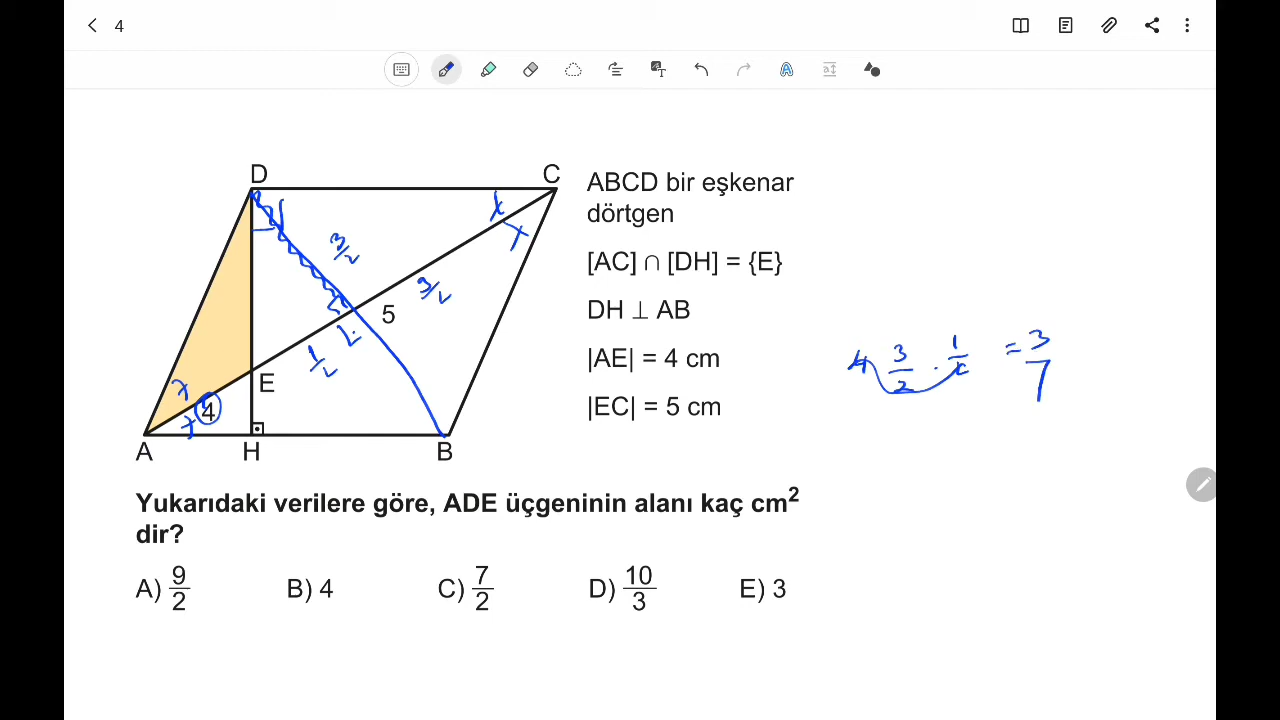 4
D
C
A
H
B
E
4
5
x
x
x
x
3/2
3/2
1/2
ABCD bir eşkenar
dörtgen
[AC] ∩ [DH] = {E}
DH ⊥ AB
|AE| = 4 cm
|EC| = 5 cm
Yukarıdaki verilere göre, ADE üçgeninin alanı kaç cm²
dir?
A) 9/2 B) 4 C) 7/2 D) 10/3 E) 3